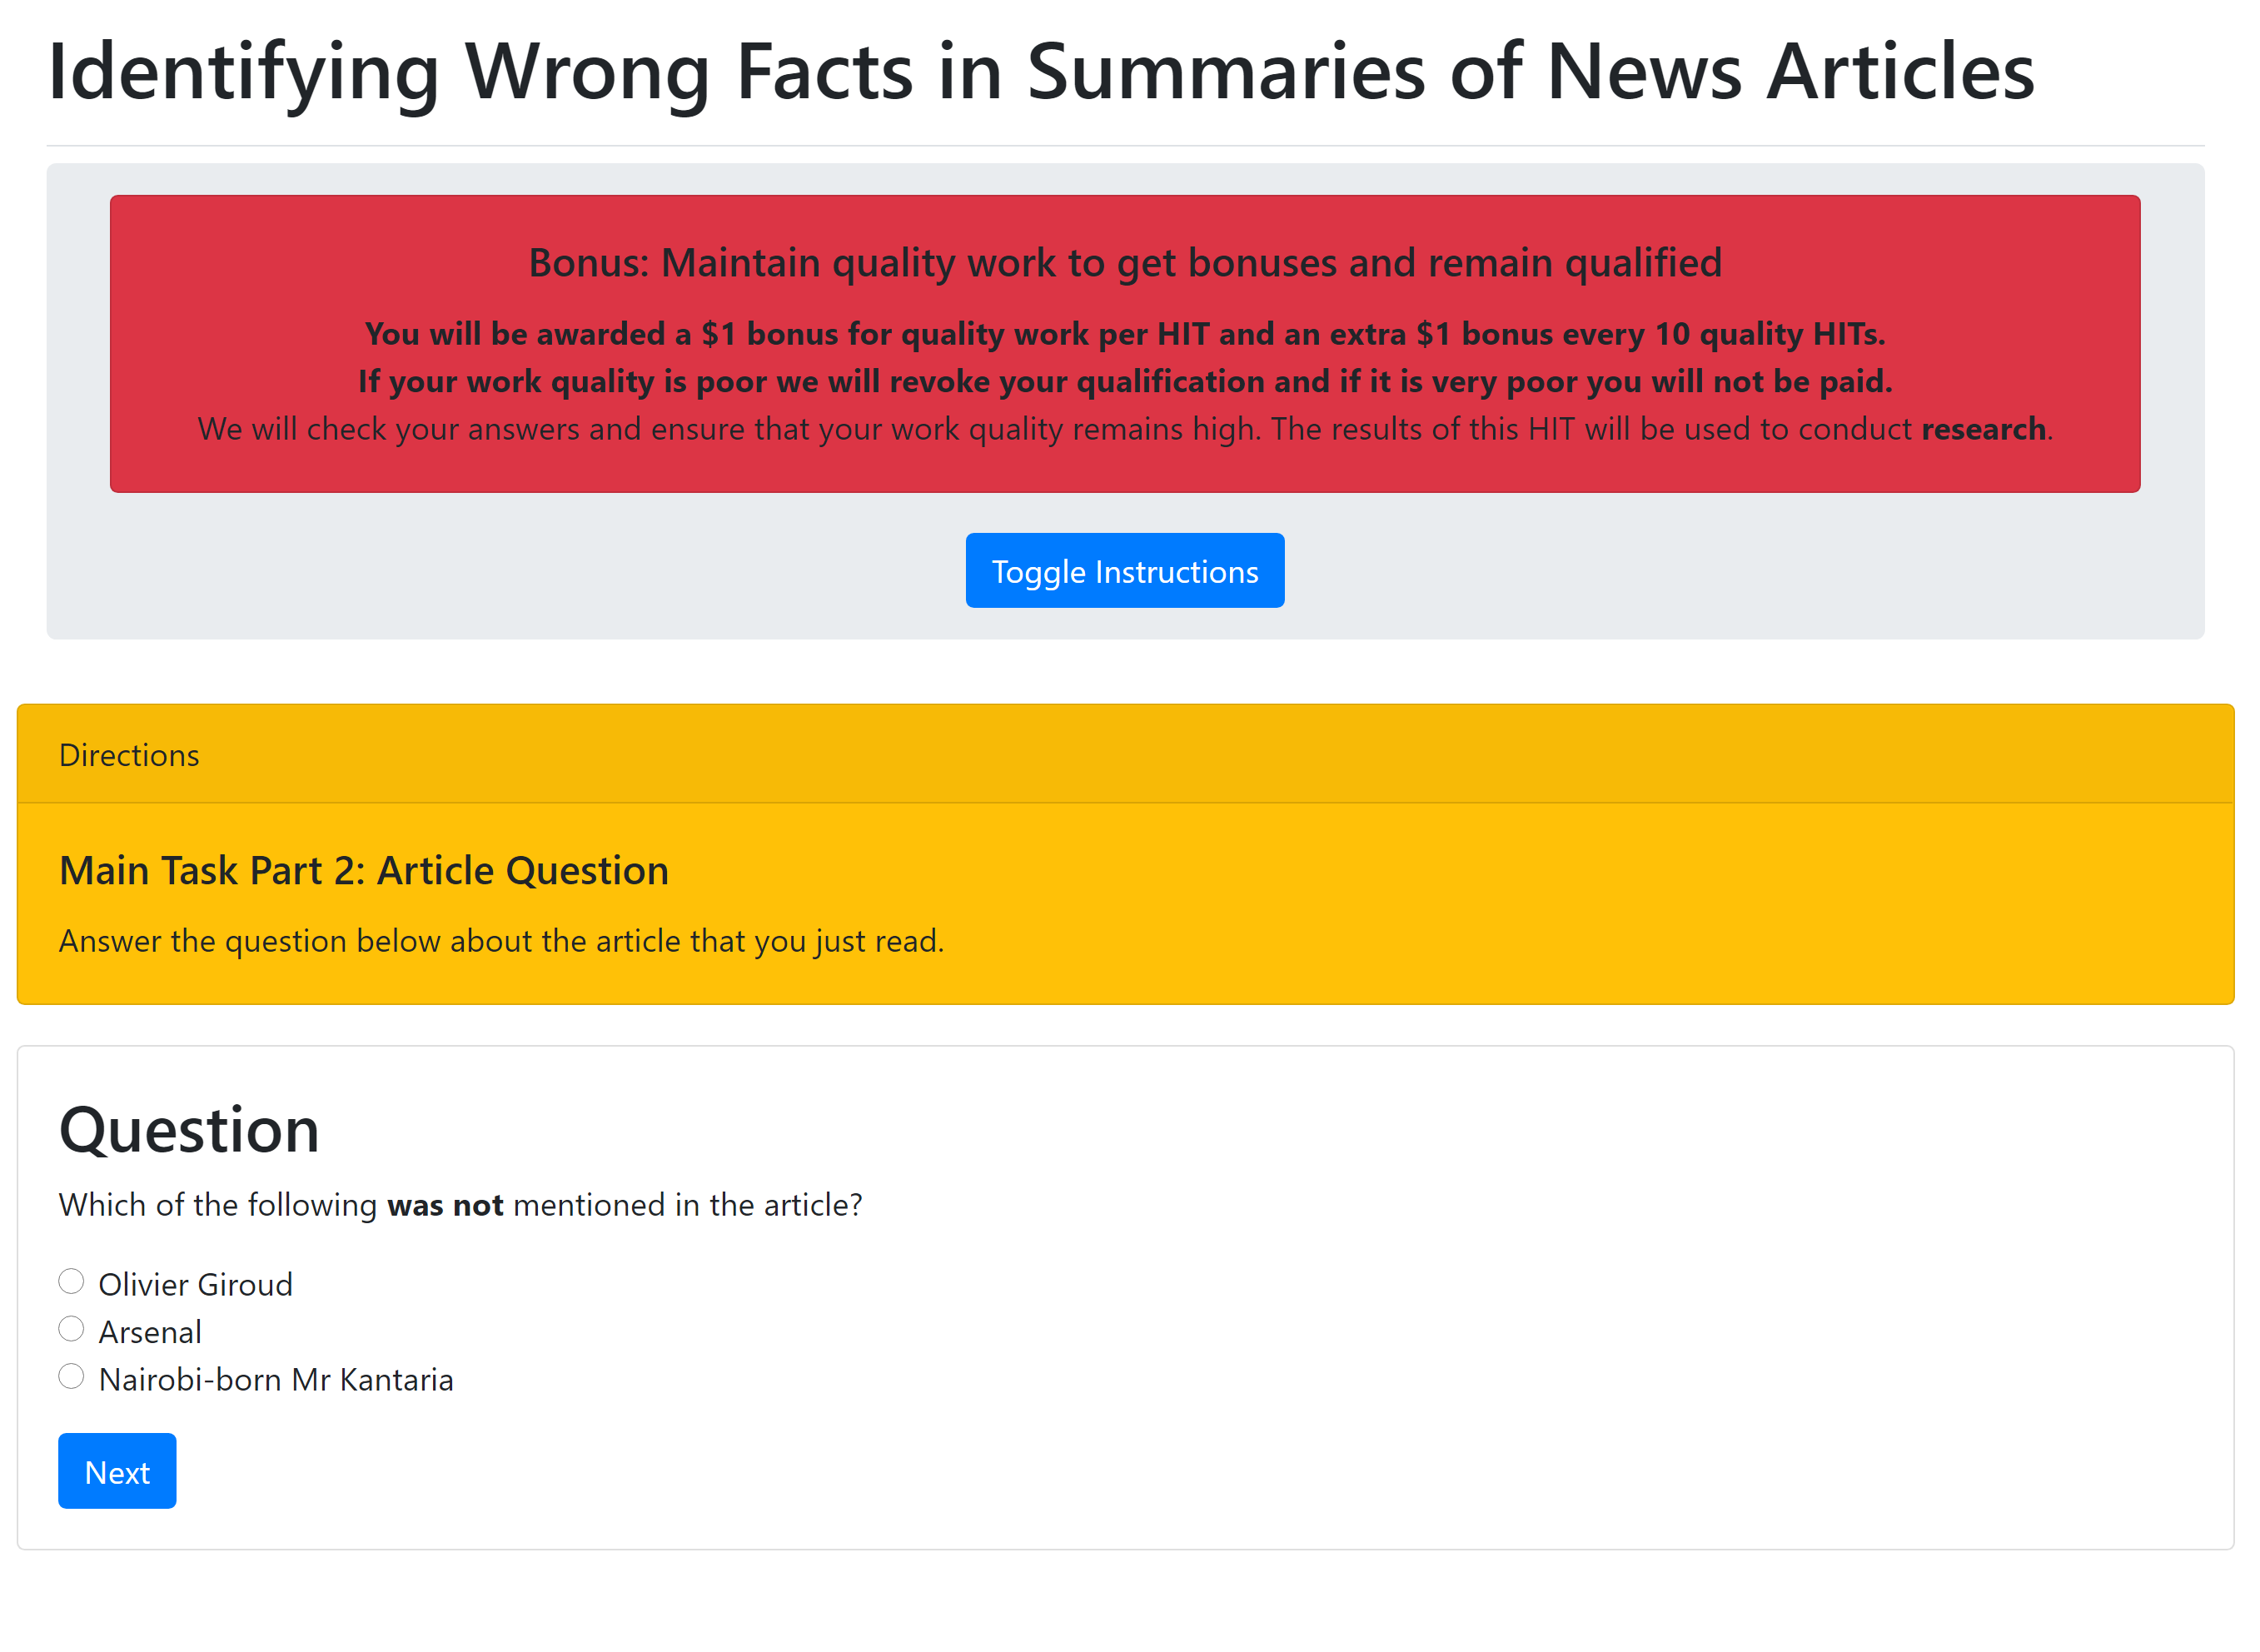 Identifying Wrong Facts in Summaries of News Articles
Bonus: Maintain quality work to get bonuses and remain qualified
You will be awarded a $1 bonus for quality work per HIT and an extra $1 bonus every 10 quality HITs.
If your work quality is poor we will revoke your qualification and if it is very poor you will not be paid.
We will check your answers and ensure that your work quality remains high. The results of this HIT will be used to conduct research.
Toggle Instructions
Directions
Main Task Part 2: Article Question
Answer the question below about the article that you just read.
Question
Which of the following was not mentioned in the article?
Olivier Giroud
Arsenal
Nairobi-born Mr Kantaria
Next